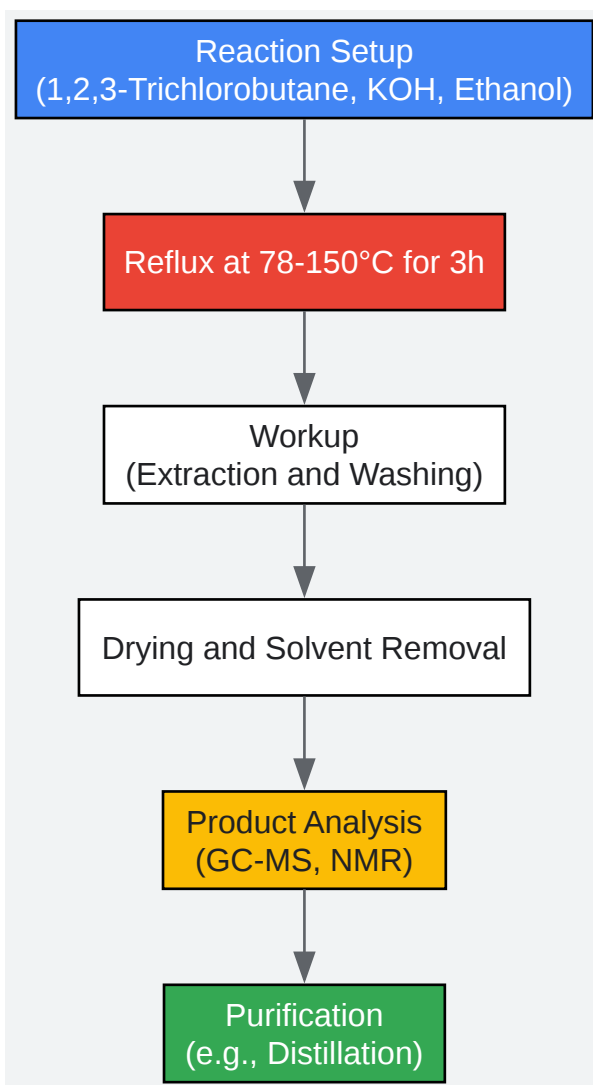 Reaction Setup
(1,2,3-Trichlorobutane, KOH, Ethanol)
Reflux at 78-150°C for 3h
Workup
(Extraction and Washing)
Drying and Solvent Removal
Product Analysis
(GC-MS, NMR)
Purification
(e.g., Distillation)